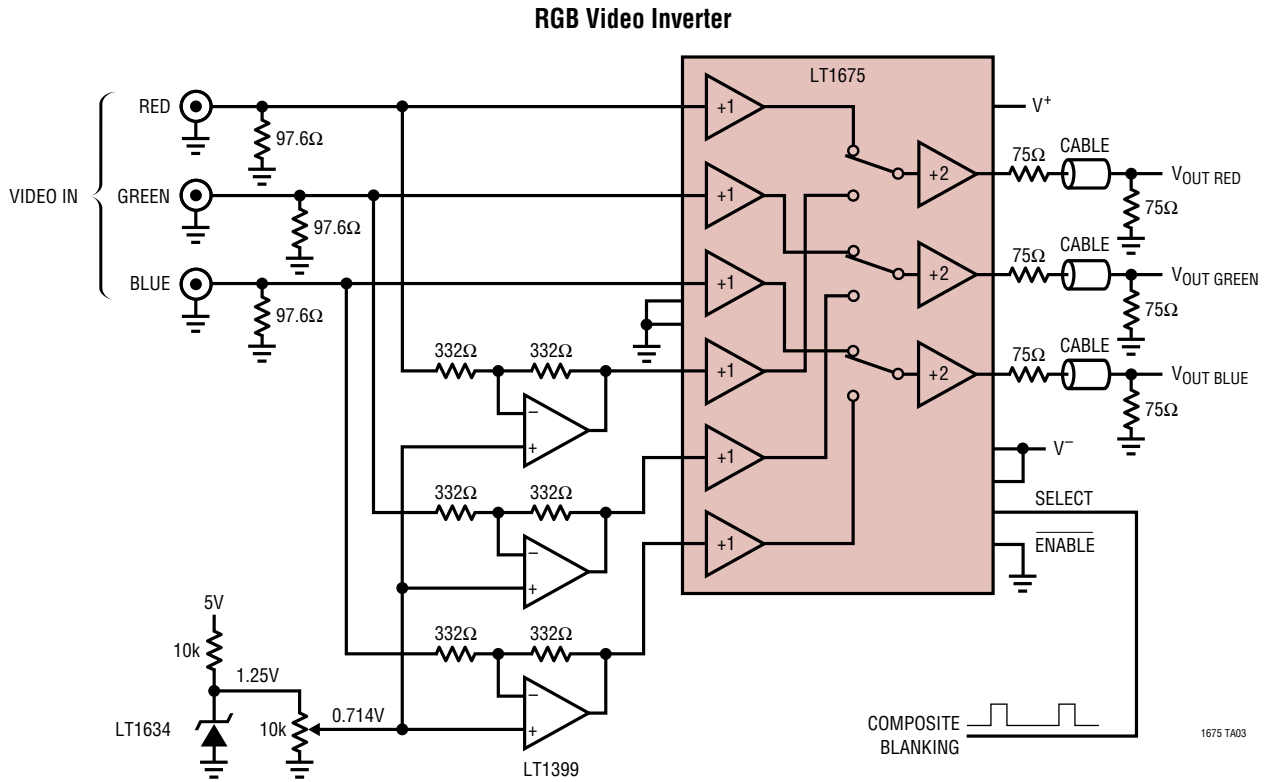 RGB Video Inverter
LT1675
VIDEO IN
RED
97.6Ω
GREEN
97.6Ω
BLUE
97.6Ω
+1
+1
+1
+1
+1
+1
+2
+2
+2
V+
75Ω
CABLE
VOUT RED
75Ω
75Ω
CABLE
VOUT GREEN
75Ω
75Ω
CABLE
VOUT BLUE
75Ω
V–
SELECT
ENABLE
332Ω
332Ω
–
+
332Ω
332Ω
–
+
332Ω
332Ω
–
+
LT1399
5V
10k
1.25V
LT1634
10k
0.714V
COMPOSITE
BLANKING
1675 TA03